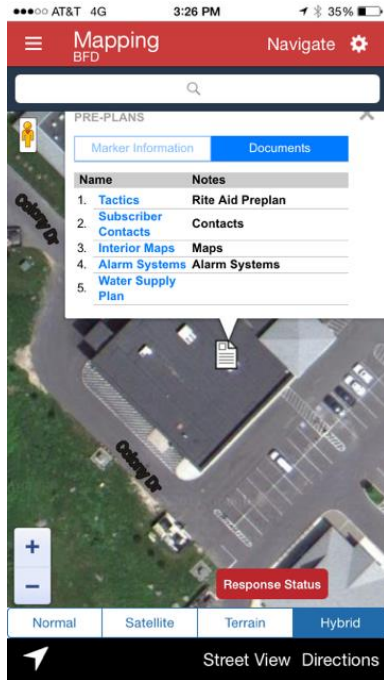 ●●●○○ AT&T 4G 3:26 PM 35%
Mapping Navigate
BFD
PRE-PLANS
Marker Information Documents
Name Notes
1. Tactics Rite Aid Preplan
2. Subscriber Contacts Contacts
3. Interior Maps Maps
4. Alarm Systems Alarm Systems
5. Water Supply Plan
Colony Dr
Colony Dr
+
−
Response Status
Normal Satellite Terrain Hybrid
Street View Directions